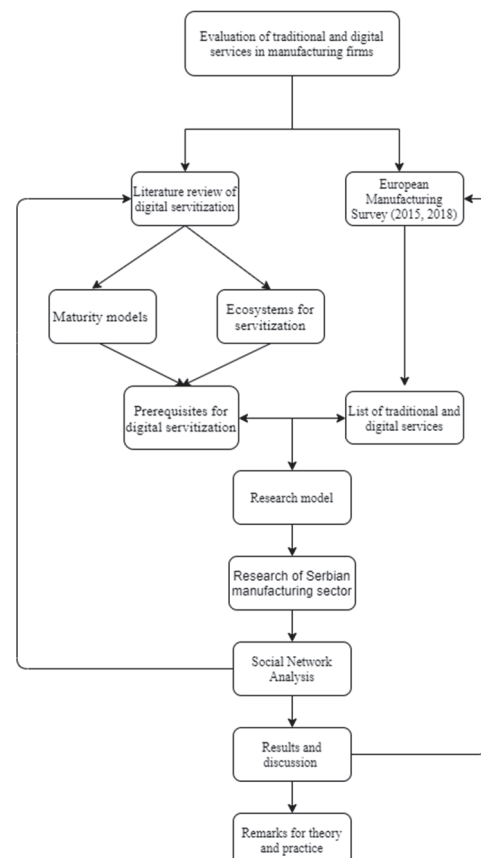 Evaluation of traditional and digital
services in manufacturing firms
Literature review of
digital servitization
European
Manufacturing
Survey (2015, 2018)
Maturity models
Ecosystems for
servitization
Prerequisites for
digital servitization
List of traditional and
digital services
Research model
Research of Serbian
manufacturing sector
Social Network
Analysis
Results and
discussion
Remarks for theory
and practice